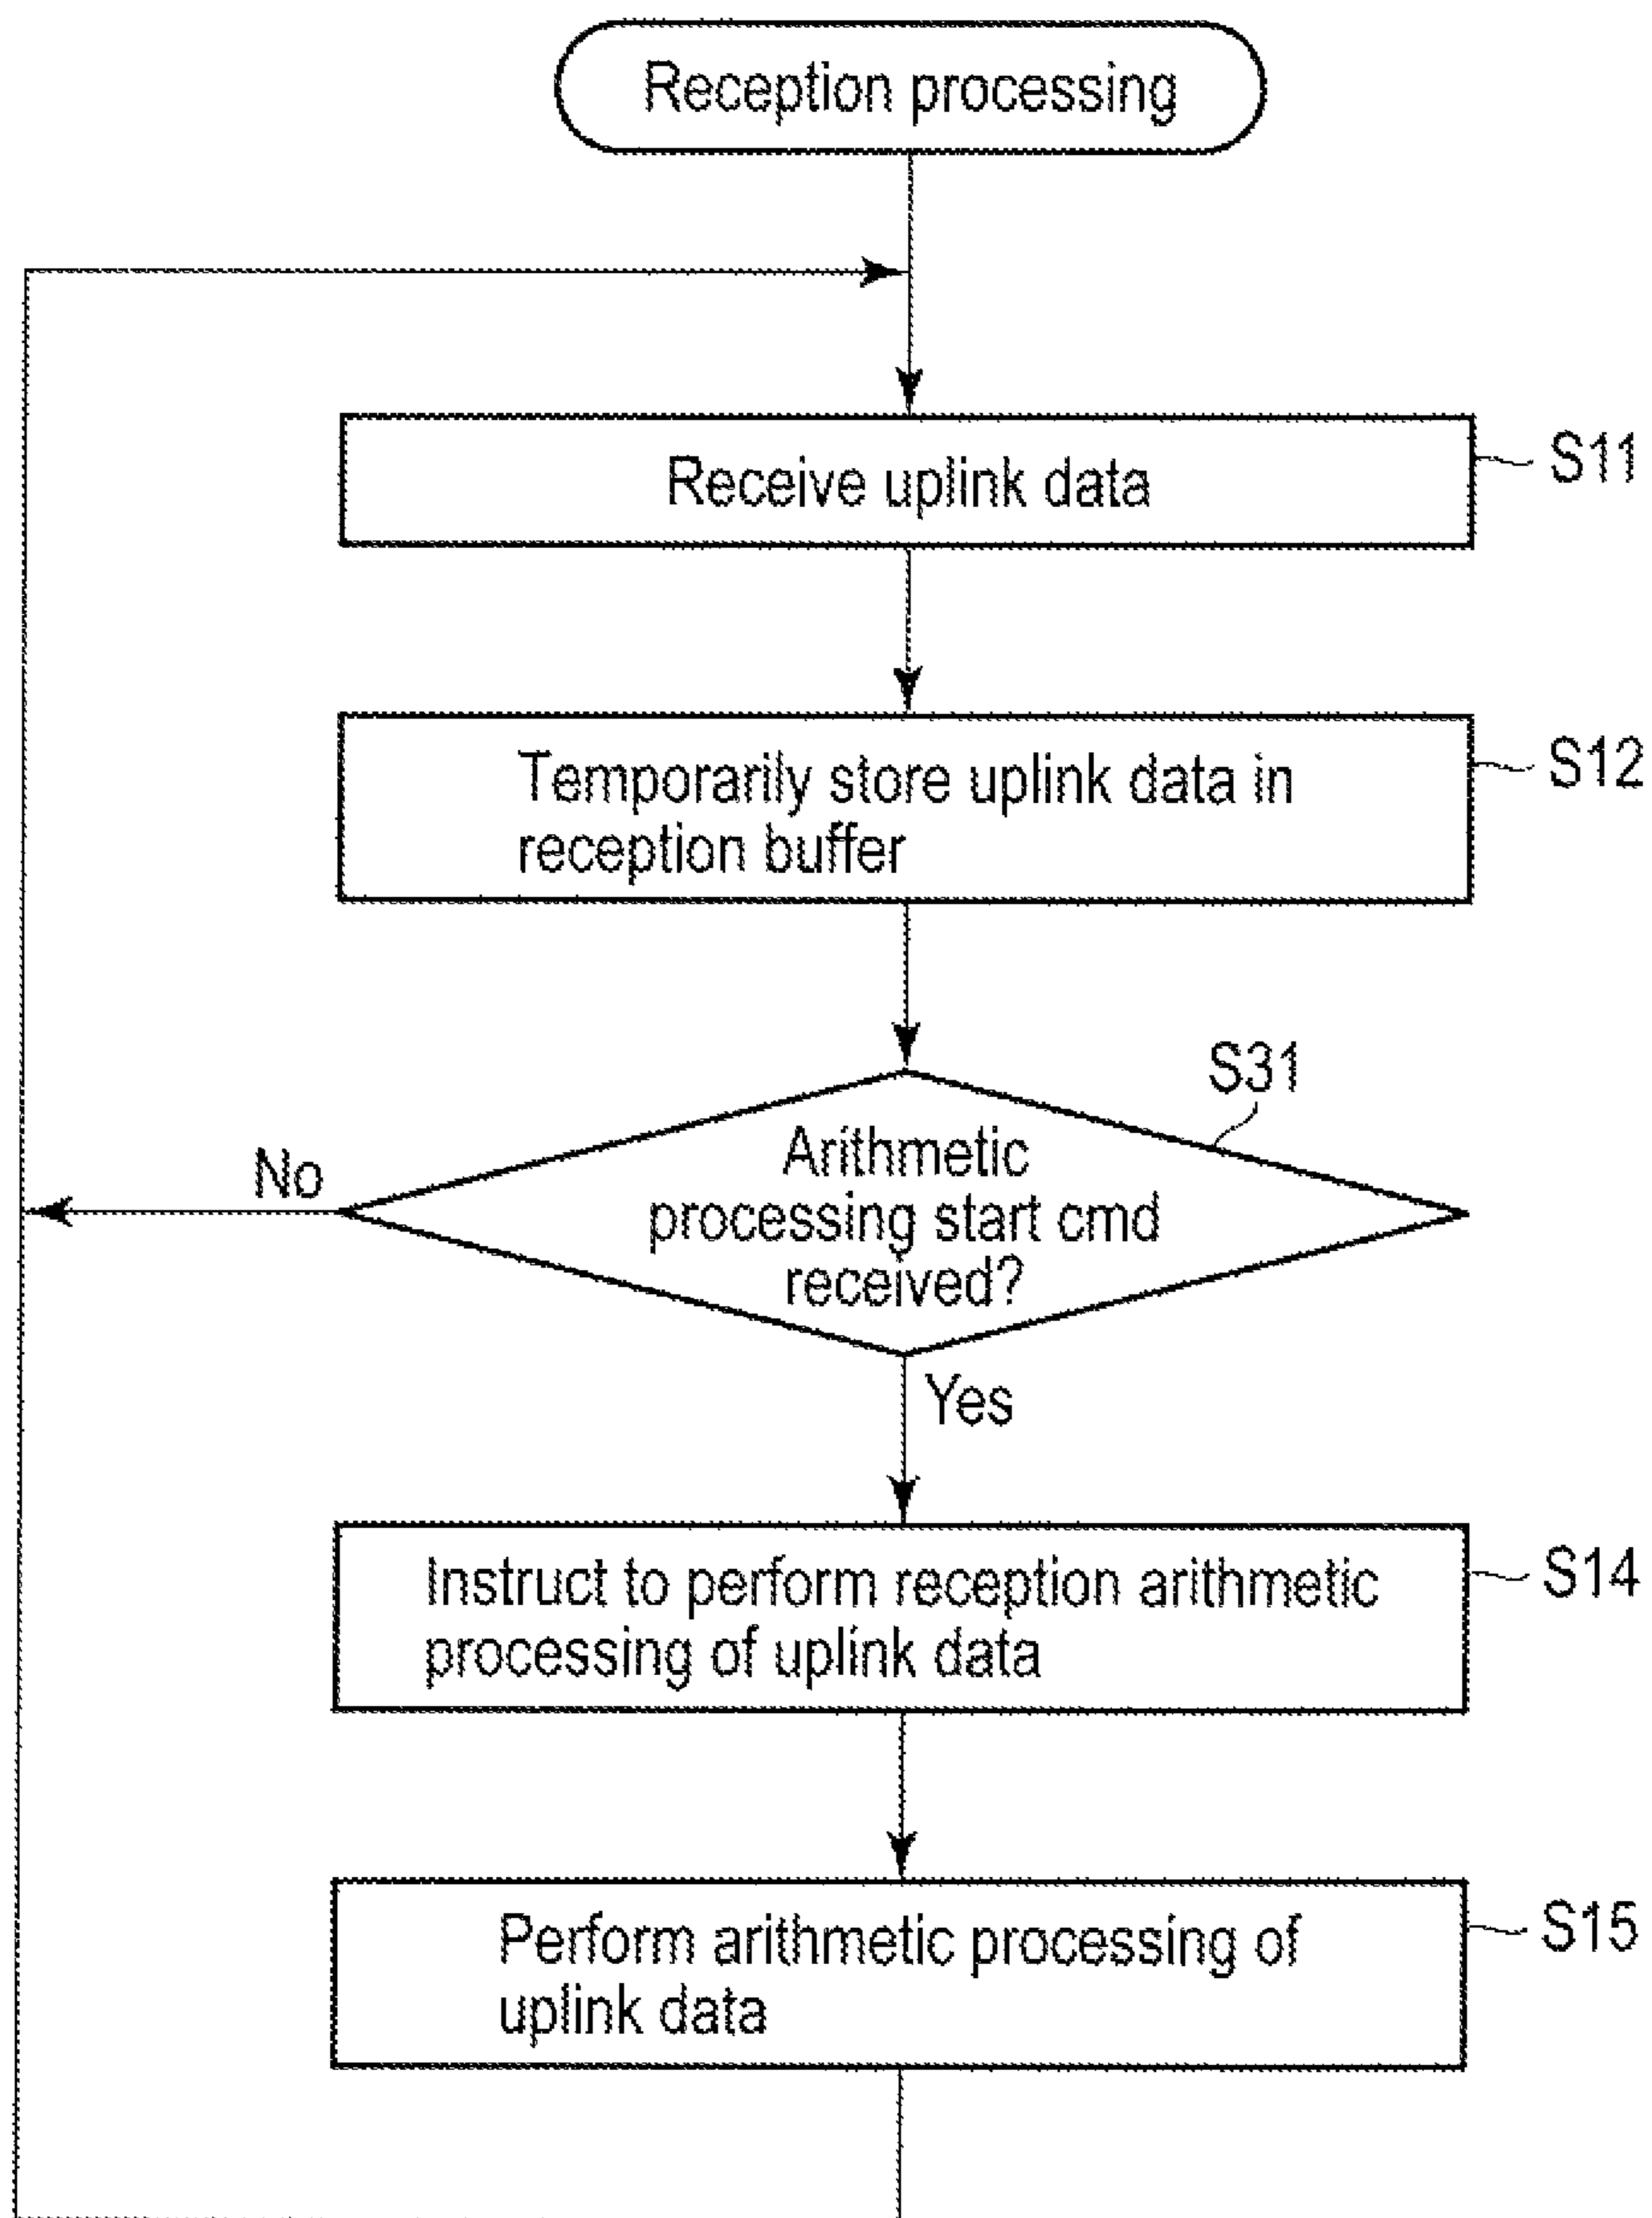 Reception processing
Receive uplink data
S11
Temporarily store uplink data in
reception buffer
S12
S31
Arithmetic
processing start cmd
received?
No
Yes
Instruct to perform reception arithmetic
processing of uplink data
S14
Perform arithmetic processing of
uplink data
S15